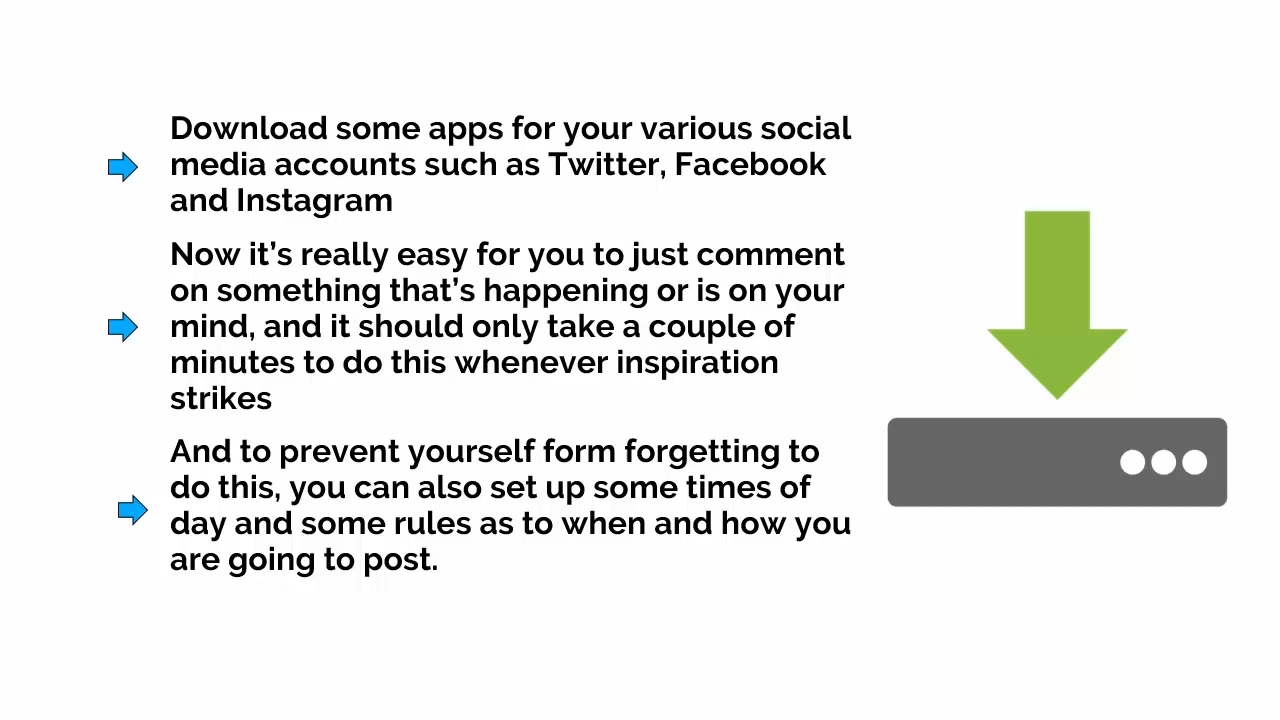 Download some apps for your various social
media accounts such as Twitter, Facebook
and Instagram
Now it’s really easy for you to just comment
on something that’s happening or is on your
mind, and it should only take a couple of
minutes to do this whenever inspiration
strikes
And to prevent yourself form forgetting to
do this, you can also set up some times of
day and some rules as to when and how you
are going to post.